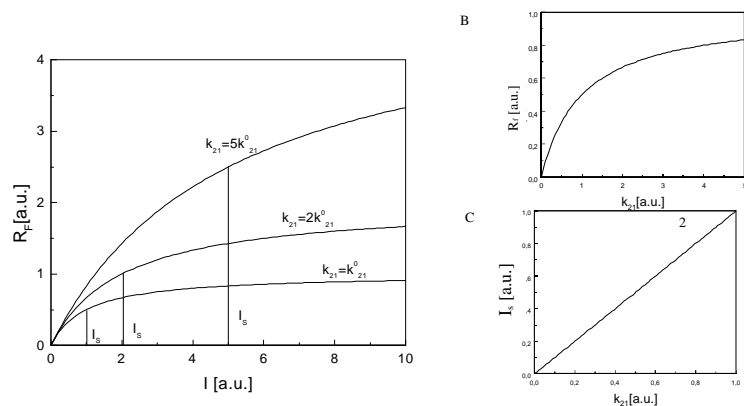 4
3
2
1
0
R_F[a.u.]
k_21=5k^0_21
k_21=2k^0_21
k_21=k^0_21
I_S
I_S
I_S
0 2 4 6 8 10
I [a.u.]
B
1,0
0,8
0,6
0,4
0,2
0,0
R_f [a.u.]
0 1 2 3 4 5
k_21[a.u.]
C
2
1,0
,8
,6
,4
,2
0,0
I_s [a.u.]
0,0 0,2 0,4 0,6 0,8 1,0
k_21[a.u.]